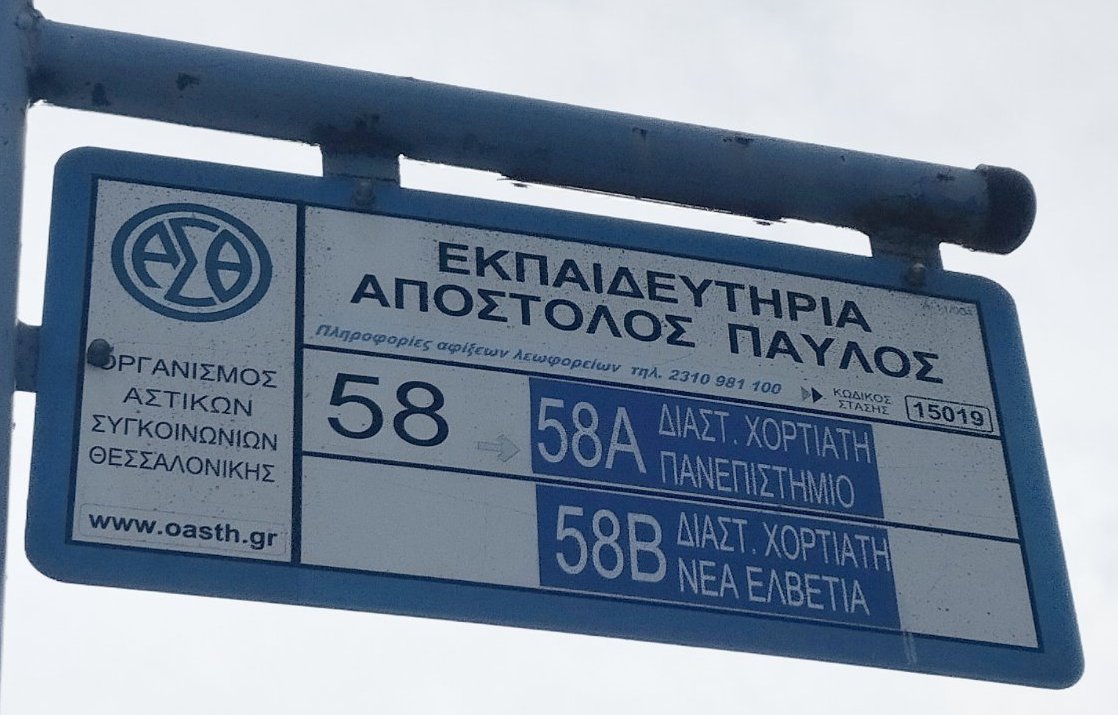 ΑΣΘ
ΟΡΓΑΝΙΣΜΟΣ
ΑΣΤΙΚΩΝ
ΣΥΓΚΟΙΝΩΝΙΩΝ
ΘΕΣΣΑΛΟΝΙΚΗΣ
www.oasth.gr
ΕΚΠΑΙΔΕΥΤΗΡΙΑ
ΑΠΟΣΤΟΛΟΣ ΠΑΥΛΟΣ
Πληροφορίες αφίξεων λεωφορείων τηλ. 2310 981 100
ΚΩΔΙΚΟΣ
ΣΤΑΣΗΣ
15019
58
58Α
ΔΙΑΣΤ. ΧΟΡΤΙΑΤΗ
ΠΑΝΕΠΙΣΤΗΜΙΟ
58Β
ΔΙΑΣΤ. ΧΟΡΤΙΑΤΗ
ΝΕΑ ΕΛΒΕΤΙΑ